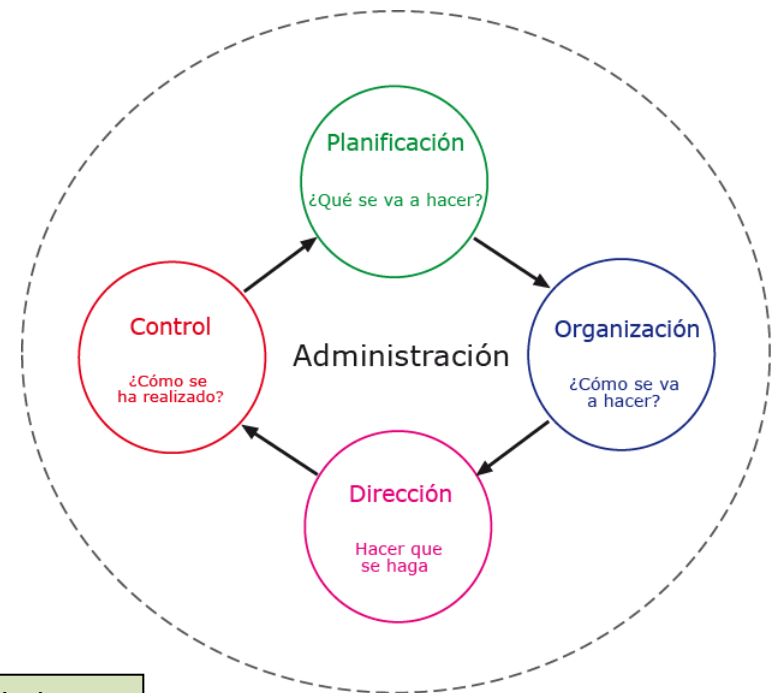 Planificación
¿Qué se va a hacer?
Control
¿Cómo se
ha realizado?
Administración
Organización
¿Cómo se va
a hacer?
Dirección
Hacer que
se haga